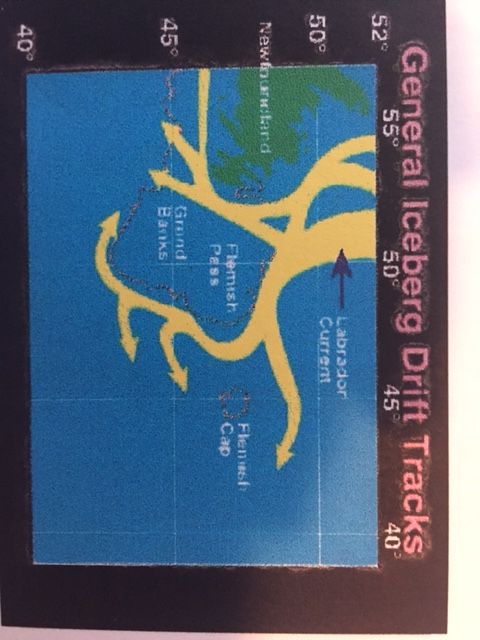 General Iceberg Drift Tracks
55°
50°
45°
40°
52°
50°
Newfoundland
45°
40°
Labrador
Current
Flemish
Pass
Grand
Banks
Flemish
Cap